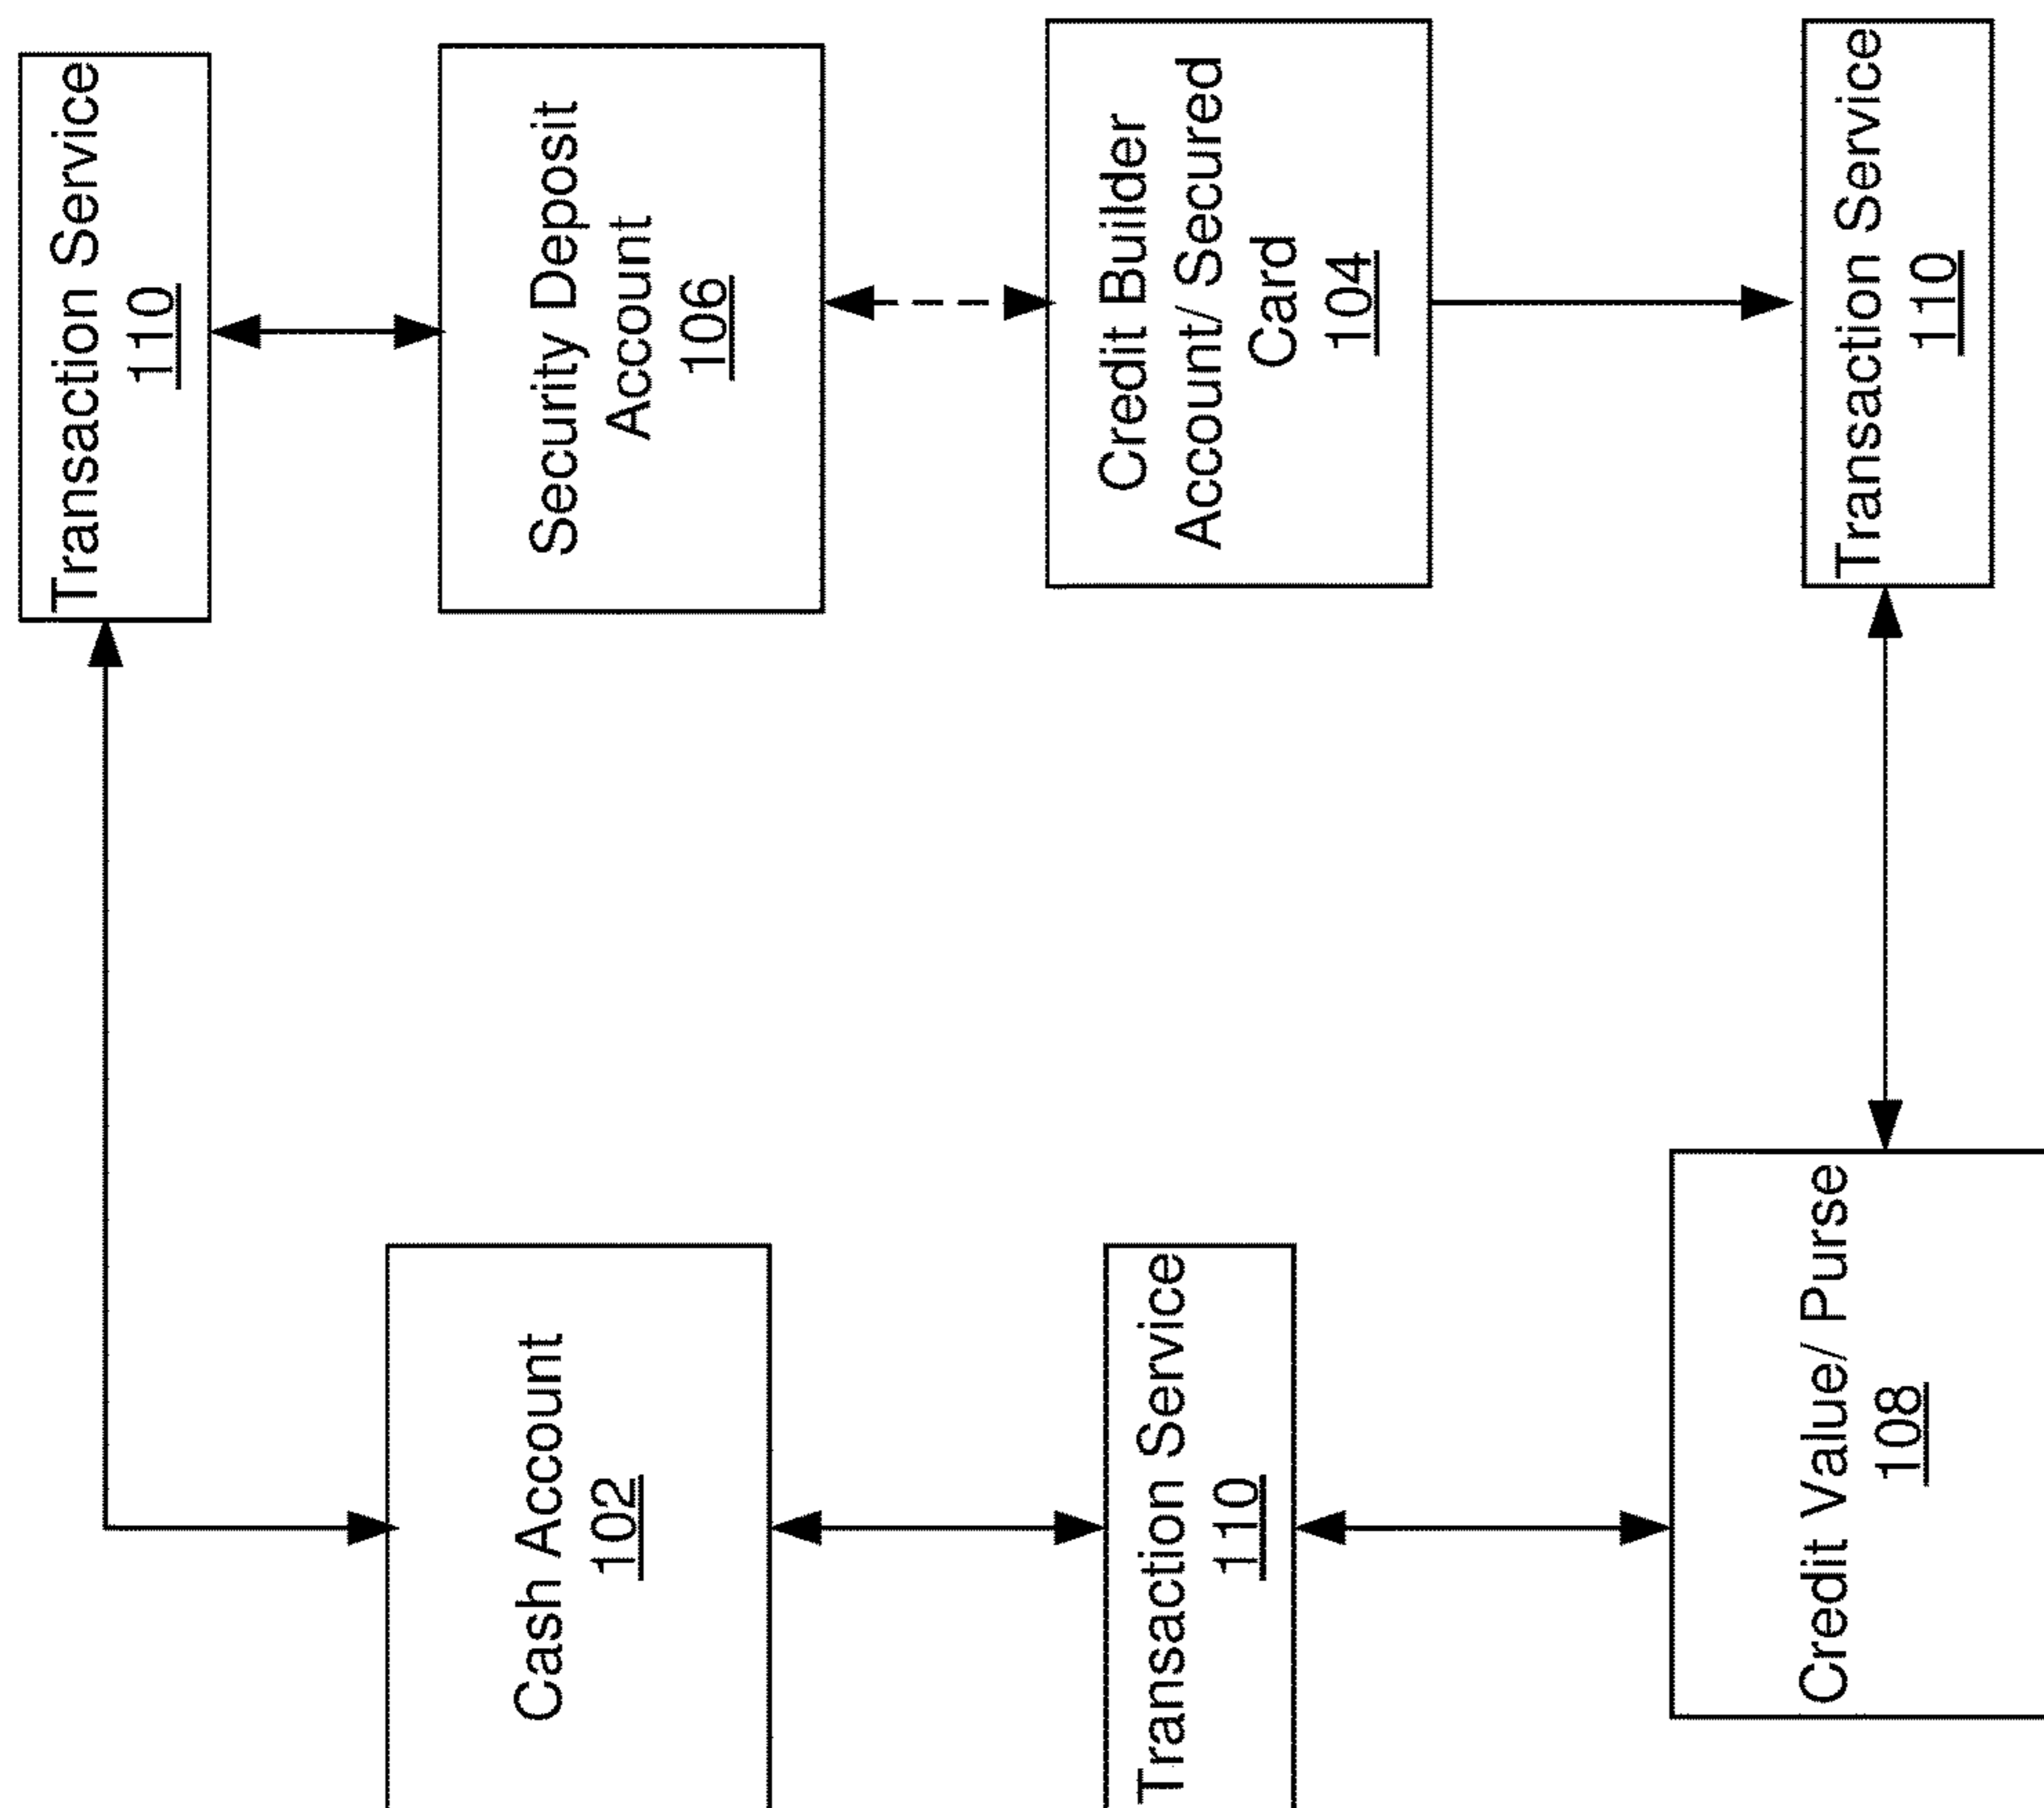 Transaction Service
110
Cash Account
102
Security Deposit
Account
106
Credit Builder
Account/ Secured
Card
104
Transaction Service
110
Credit Value/ Purse
108
Transaction Service
110